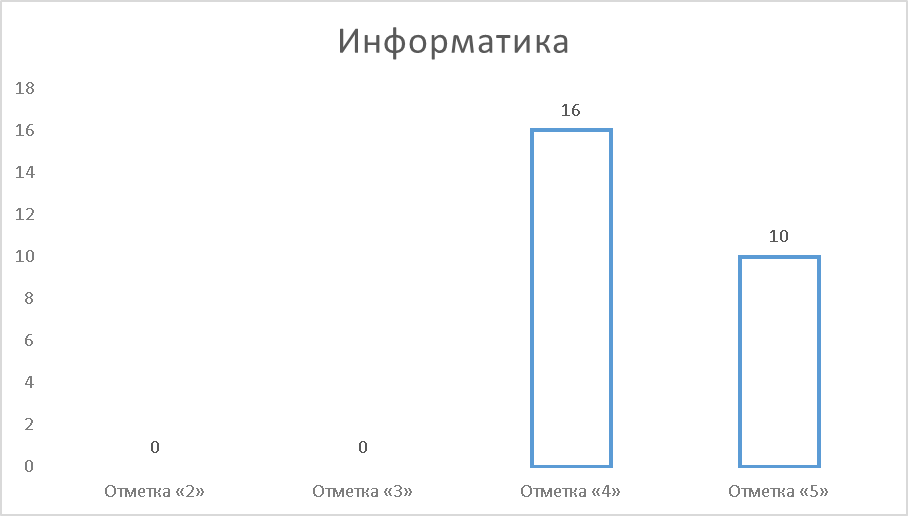 Информатика
18
16
14
12
10
8
6
4
2
0
0
0
16
10
Отметка «2»
Отметка «3»
Отметка «4»
Отметка «5»